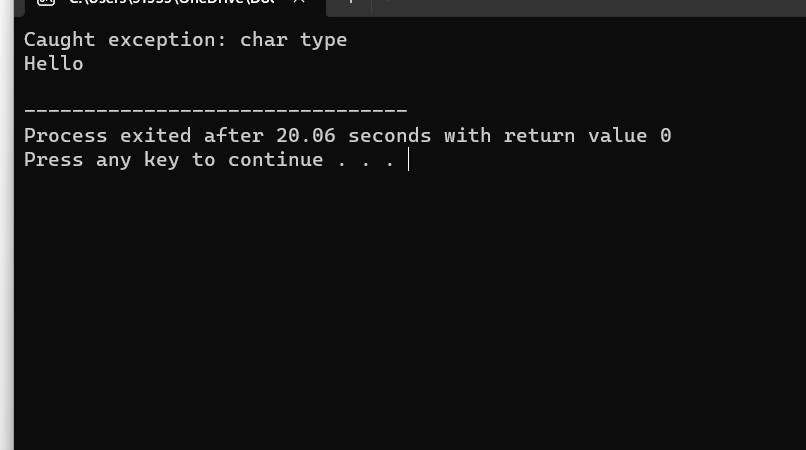 Caught exception: char type
Hello
--------------------------------
Process exited after 20.06 seconds with return value 0
Press any key to continue . . .